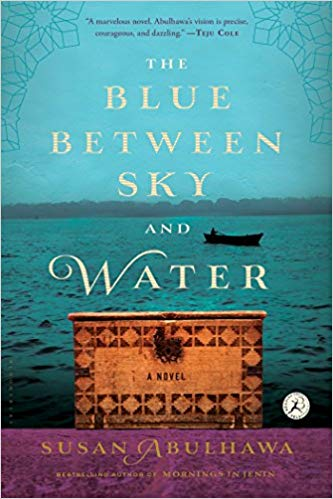 "A marvelous novel. Abulhawa's vision is precise,
courageous, and dazzling." —Teju Cole
THE
BLUE
BETWEEN
SKY
AND
WATER
A NOVEL
SUSAN ABULHAWA
BESTSELLING AUTHOR OF MORNINGS IN JENIN